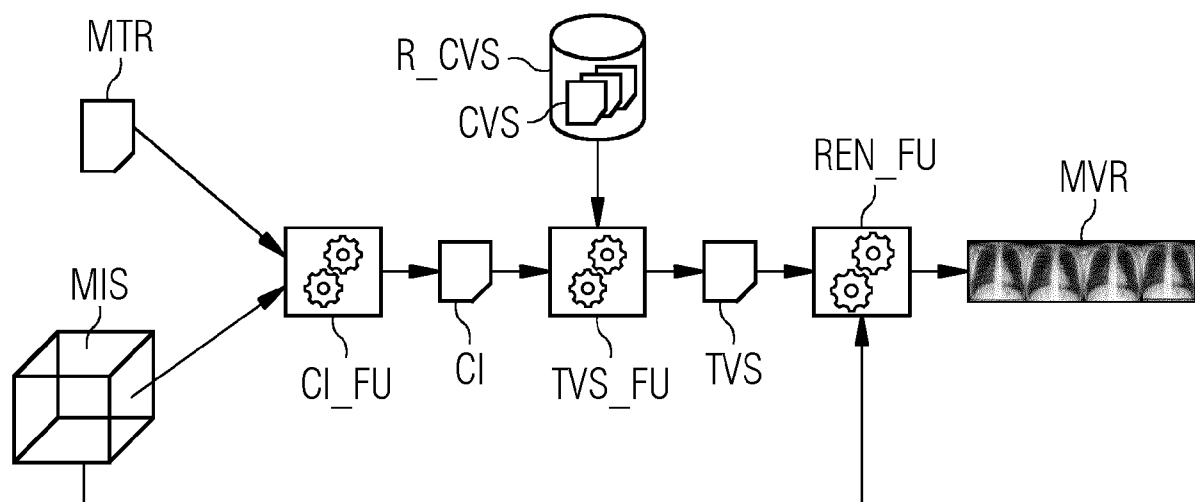 MTR
R_CVS
CVS
REN_FU
MVR
MIS
CI_FU
CI
TVS_FU
TVS